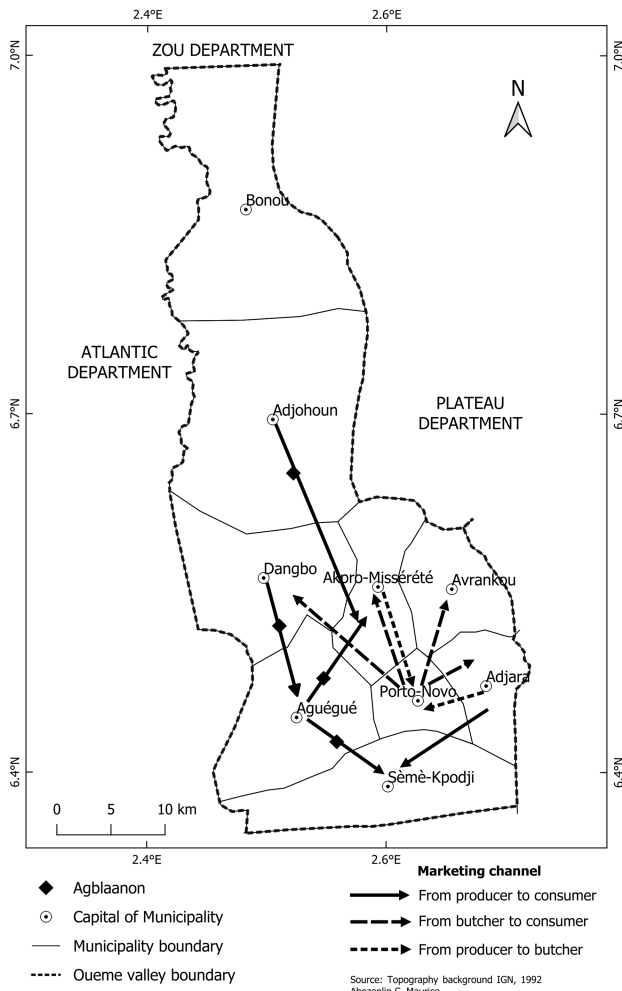 2.4°E
2.6°E
ZOU DEPARTMENT
7.0°N
7.0°N
N
Bonou
ATLANTIC
DEPARTMENT
PLATEAU
DEPARTMENT
Adjohoun
6.7°N
6.7°N
Dangbo
Akpro-Missérété
Avrankou
Adjara
Porto-Novo
Aguégué
Sèmè-Kpodji
6.4°N
6.4°N
0 5 10 km
2.4°E
2.6°E
Marketing channel
Agblaanon
From producer to consumer
Capital of Municipality
From butcher to consumer
Municipality boundary
From producer to butcher
Oueme valley boundary
Source: Topography background IGN, 1992
Ahozonlin C. Maurice